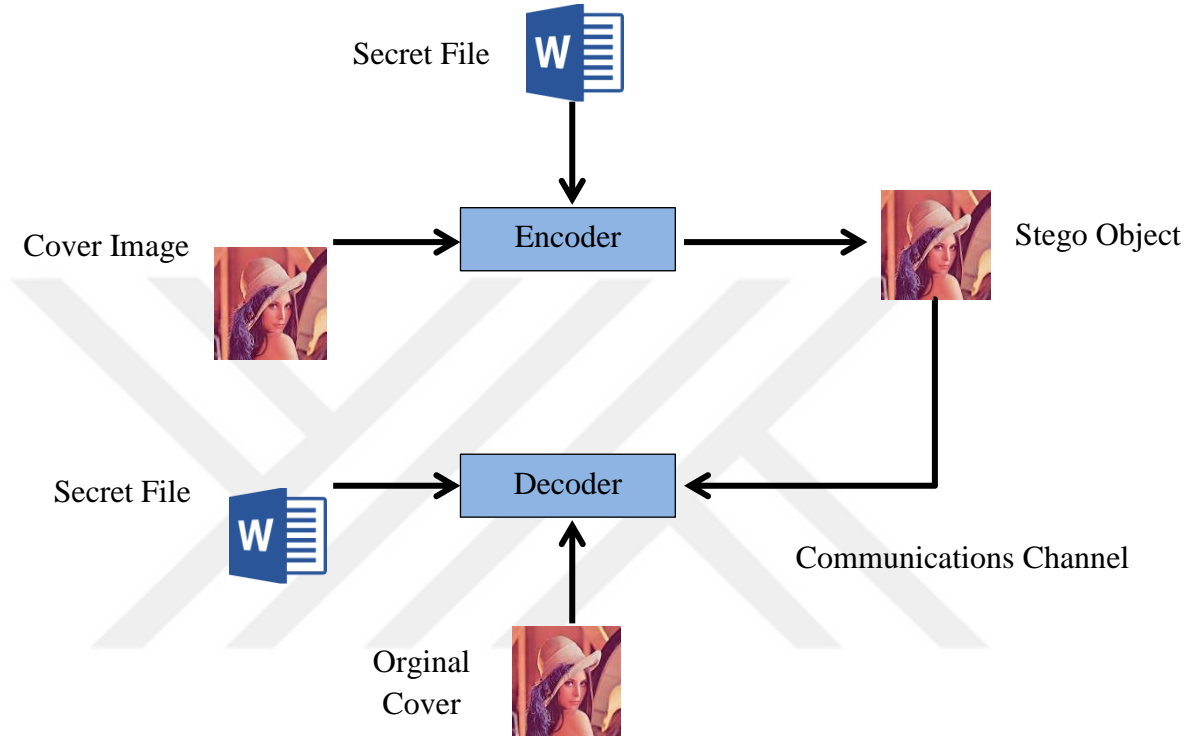 Secret File
W
Encoder
Cover Image
Stego Object
Decoder
Secret File
W
Communications Channel
Orginal
Cover